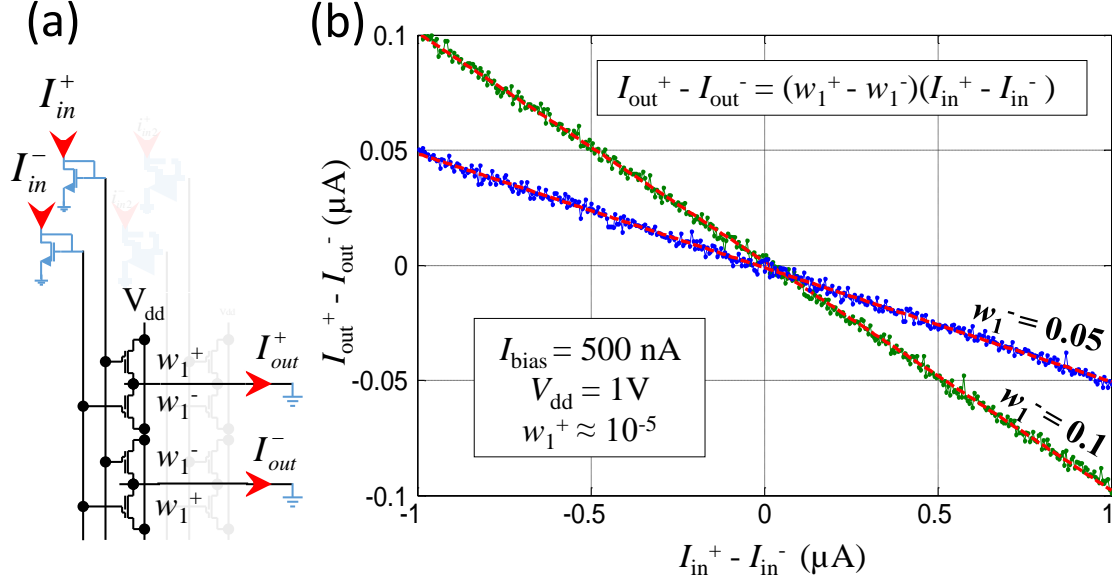 (a)
I_in^+
I_in^-
V_dd
w_1^+
w_1^-
w_1^-
w_1^+
I_out^+
I_out^-
(b)
0.1
0.05
0
-0.05
-0.1
I_out^+ - I_out^- (μA)
I_out^+ - I_out^- = (w_1^+ - w_1^-)(I_in^+ - I_in^-)
I_bias = 500 nA
V_dd = 1V
w_1^+ ≈ 10^-5
w_1^- = 0.05
w_1^- = 0.1
-1
-0.5
0
0.5
1
I_in^+ - I_in^- (μA)